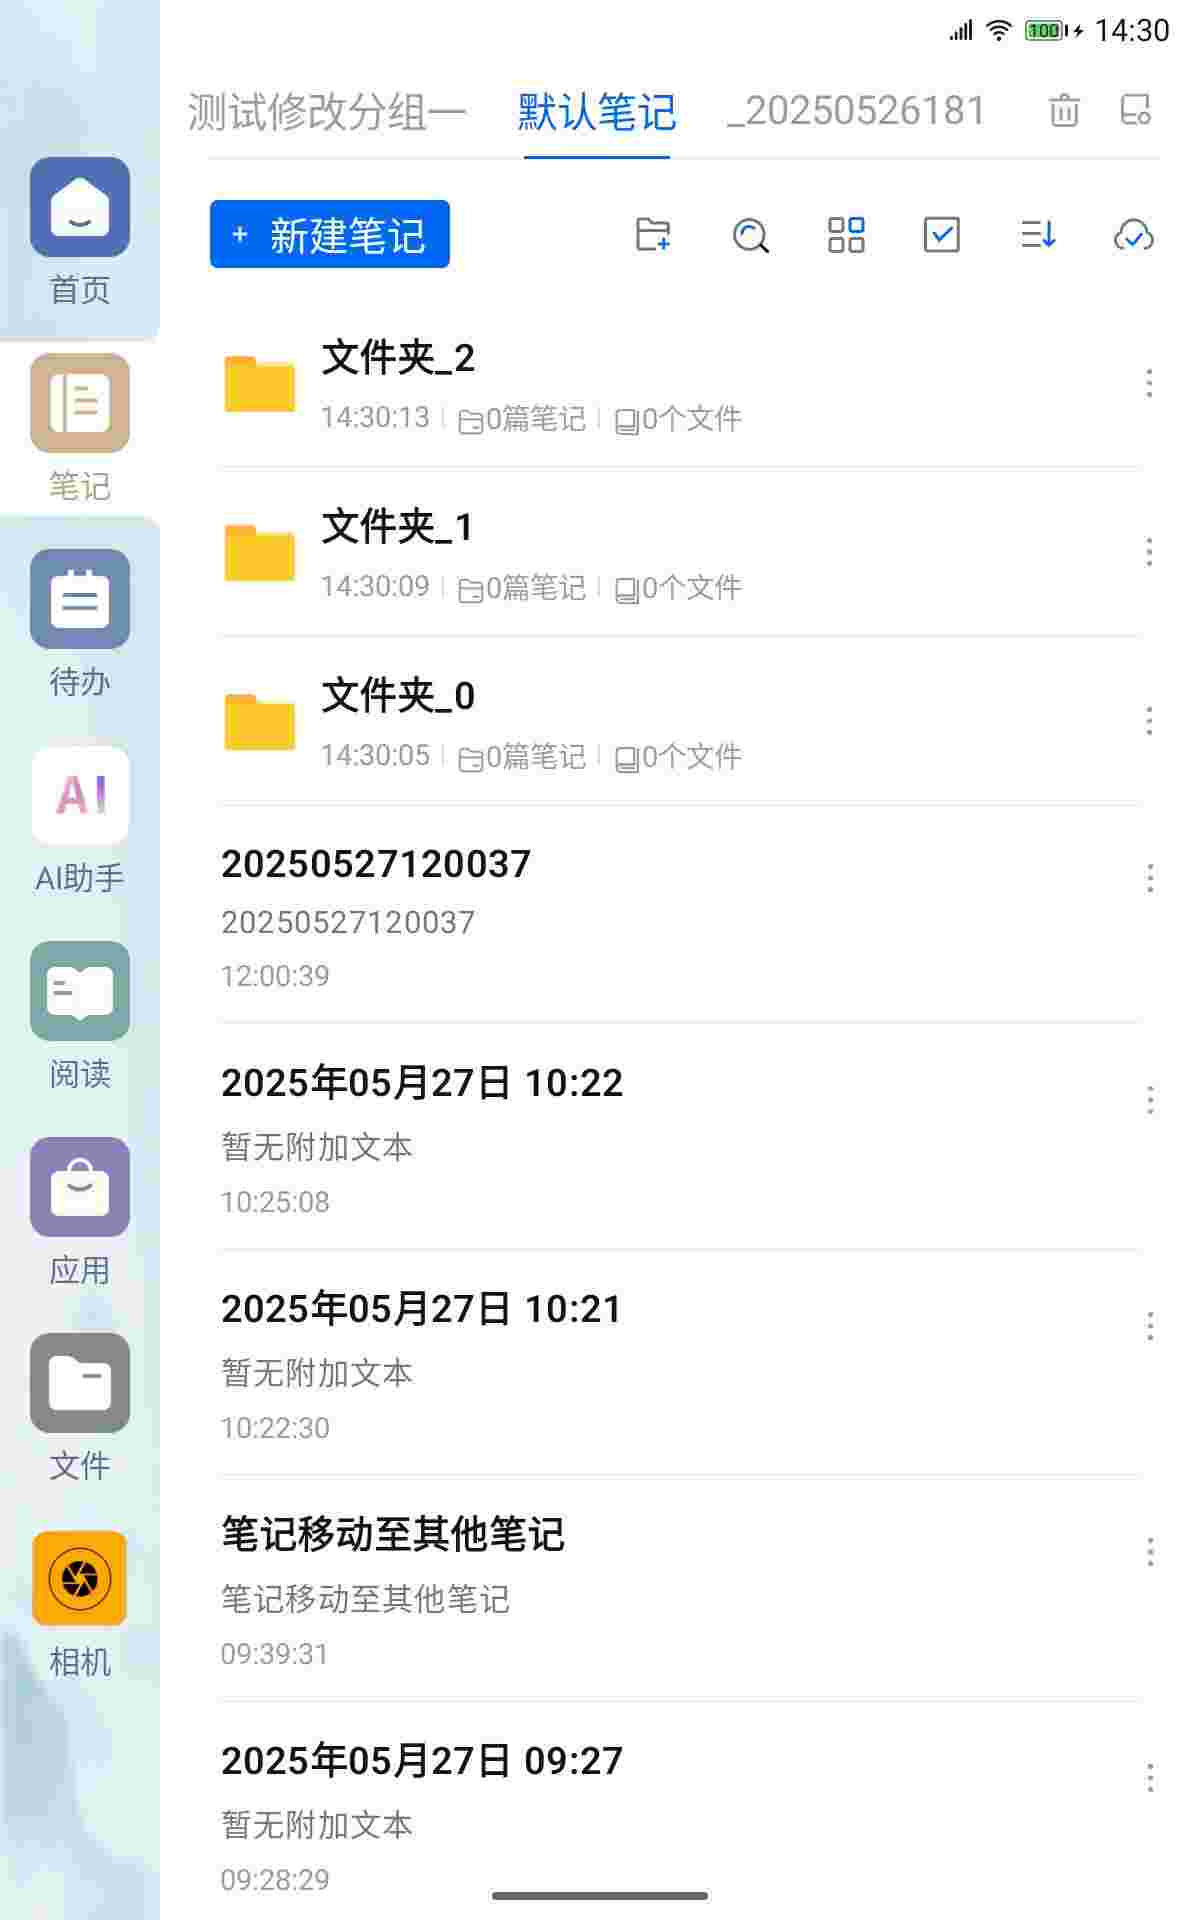 100 14:30
测试修改分组一 默认笔记 _20250526181
+ 新建笔记
首页
笔记
待办
AI
AI助手
阅读
应用
文件
相机
文件夹_2
14:30:13 0篇笔记 0个文件
文件夹_1
14:30:09 0篇笔记 0个文件
文件夹_0
14:30:05 0篇笔记 0个文件
20250527120037
20250527120037
12:00:39
2025年05月27日 10:22
暂无附加文本
10:25:08
2025年05月27日 10:21
暂无附加文本
10:22:30
笔记移动至其他笔记
笔记移动至其他笔记
09:39:31
2025年05月27日 09:27
暂无附加文本
09:28:29